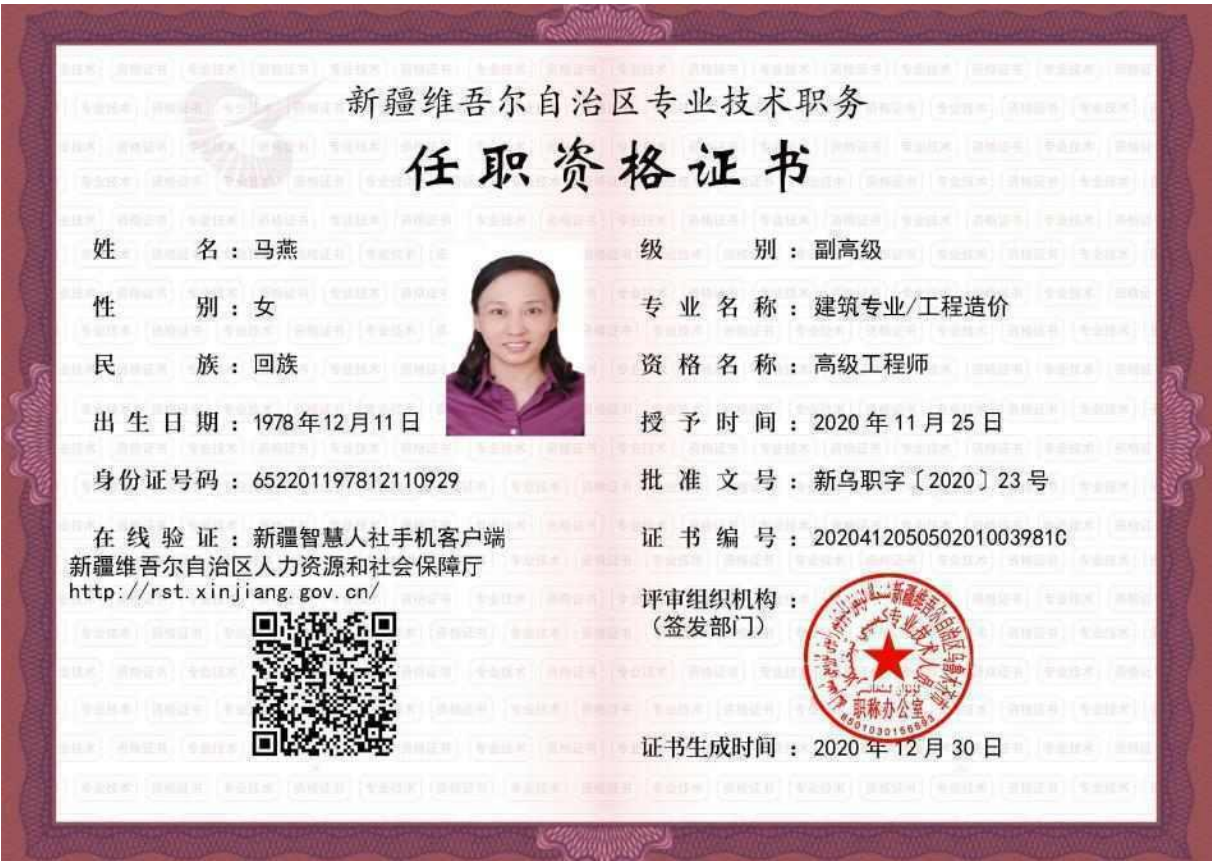 新疆维吾尔自治区专业技术职务
任职资格证书
姓名：马燕
性别：女
民族：回族
出生日期：1978年12月11日
身份证号码：652201197812110929
在线验证：新疆智慧人社手机客户端
新疆维吾尔自治区人力资源和社会保障厅
http://rst.xinjiang.gov.cn/
级别：副高级
专业名称：建筑专业/工程造价
资格名称：高级工程师
授予时间：2020年11月25日
批准文号：新乌职字〔2020〕23号
证书编号：2020412050502010039810
评审组织机构：
（签发部门）
职称办公室
证书生成时间：2020年12月30日